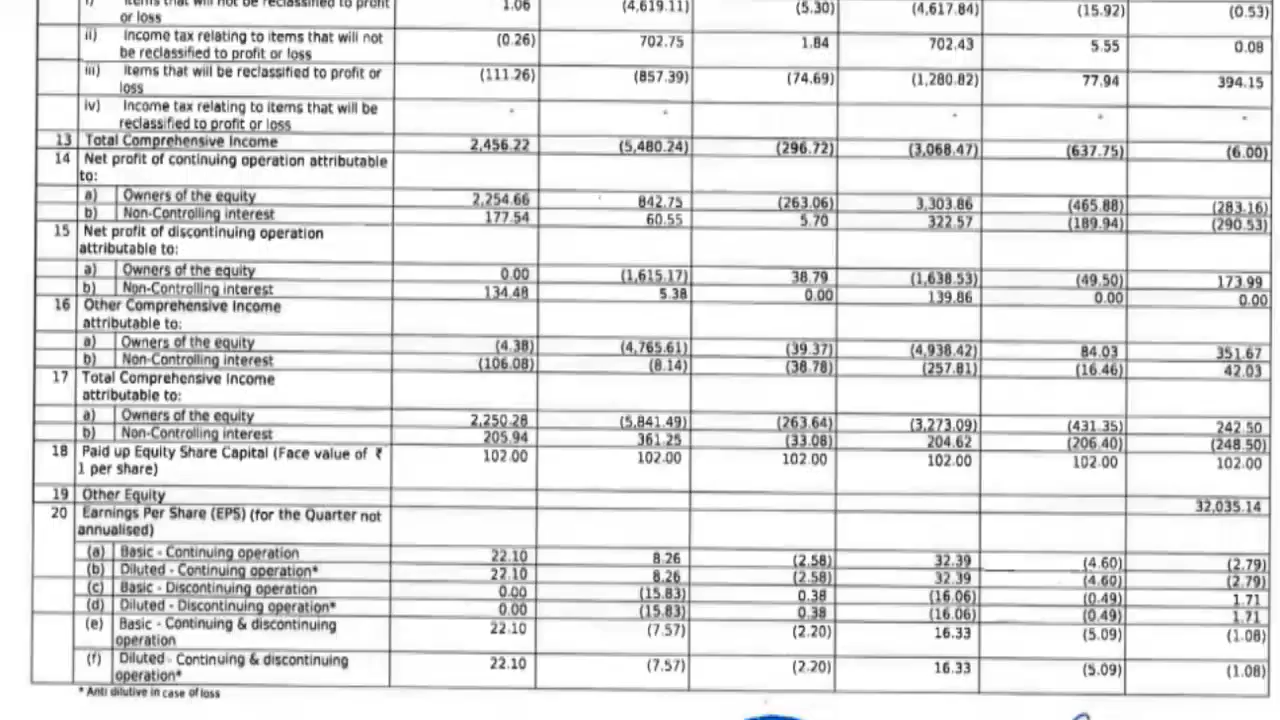 i) Items that will not be reclassified to profit 1.06 (4,619.11) (5.30) (4,617.84) (15.92) (0.53)
or loss
ii) Income tax relating to items that will not (0.26) 702.75 1.84 702.43 5.55 0.08
be reclassified to profit or loss
iii) Items that will be reclassified to profit or (111.26) (857.39) (74.69) (1,280.82) 77.94 394.15
loss
iv) Income tax relating to items that will be - - - - - -
reclassified to profit or loss
13 Total Comprehensive Income 2,456.22 (5,480.24) (296.72) (3,068.47) (637.75) (6.00)
14 Net profit of continuing operation attributable
to:
a) Owners of the equity 2,254.66 842.75 (263.06) 3,303.86 (465.88) (283.16)
b) Non-Controlling interest 177.54 60.55 5.70 322.57 (189.94) (290.53)
15 Net profit of discontinuing operation
attributable to:
a) Owners of the equity 0.00 (1,615.17) 38.79 (1,638.53) (49.50) 173.99
b) Non-Controlling interest 134.48 5.38 0.00 139.86 0.00 0.00
16 Other Comprehensive Income
attributable to:
a) Owners of the equity (4.38) (4,765.61) (39.37) (4,938.42) 84.03 351.67
b) Non-Controlling interest (106.08) (8.14) (38.78) (257.81) (16.46) 42.03
17 Total Comprehensive Income
attributable to:
a) Owners of the equity 2,250.28 (5,841.49) (263.64) (3,273.09) (431.35) 242.50
b) Non-Controlling interest 205.94 361.25 (33.08) 204.62 (206.40) (248.50)
18 Paid up Equity Share Capital (Face value of ₹ 102.00 102.00 102.00 102.00 102.00 102.00
1 per share)
19 Other Equity 32,035.14
20 Earnings Per Share (EPS) (for the Quarter not
annualised)
(a) Basic - Continuing operation 22.10 8.26 (2.58) 32.39 (4.60) (2.79)
(b) Diluted - Continuing operation* 22.10 8.26 (2.58) 32.39 (4.60) (2.79)
(c) Basic - Discontinuing operation 0.00 (15.83) 0.38 (16.06) (0.49) 1.71
(d) Diluted - Discontinuing operation* 0.00 (15.83) 0.38 (16.06) (0.49) 1.71
(e) Basic - Continuing & discontinuing 22.10 (7.57) (2.20) 16.33 (5.09) (1.08)
operation
(f) Diluted - Continuing & discontinuing 22.10 (7.57) (2.20) 16.33 (5.09) (1.08)
operation*
* Anti dilutive in case of loss